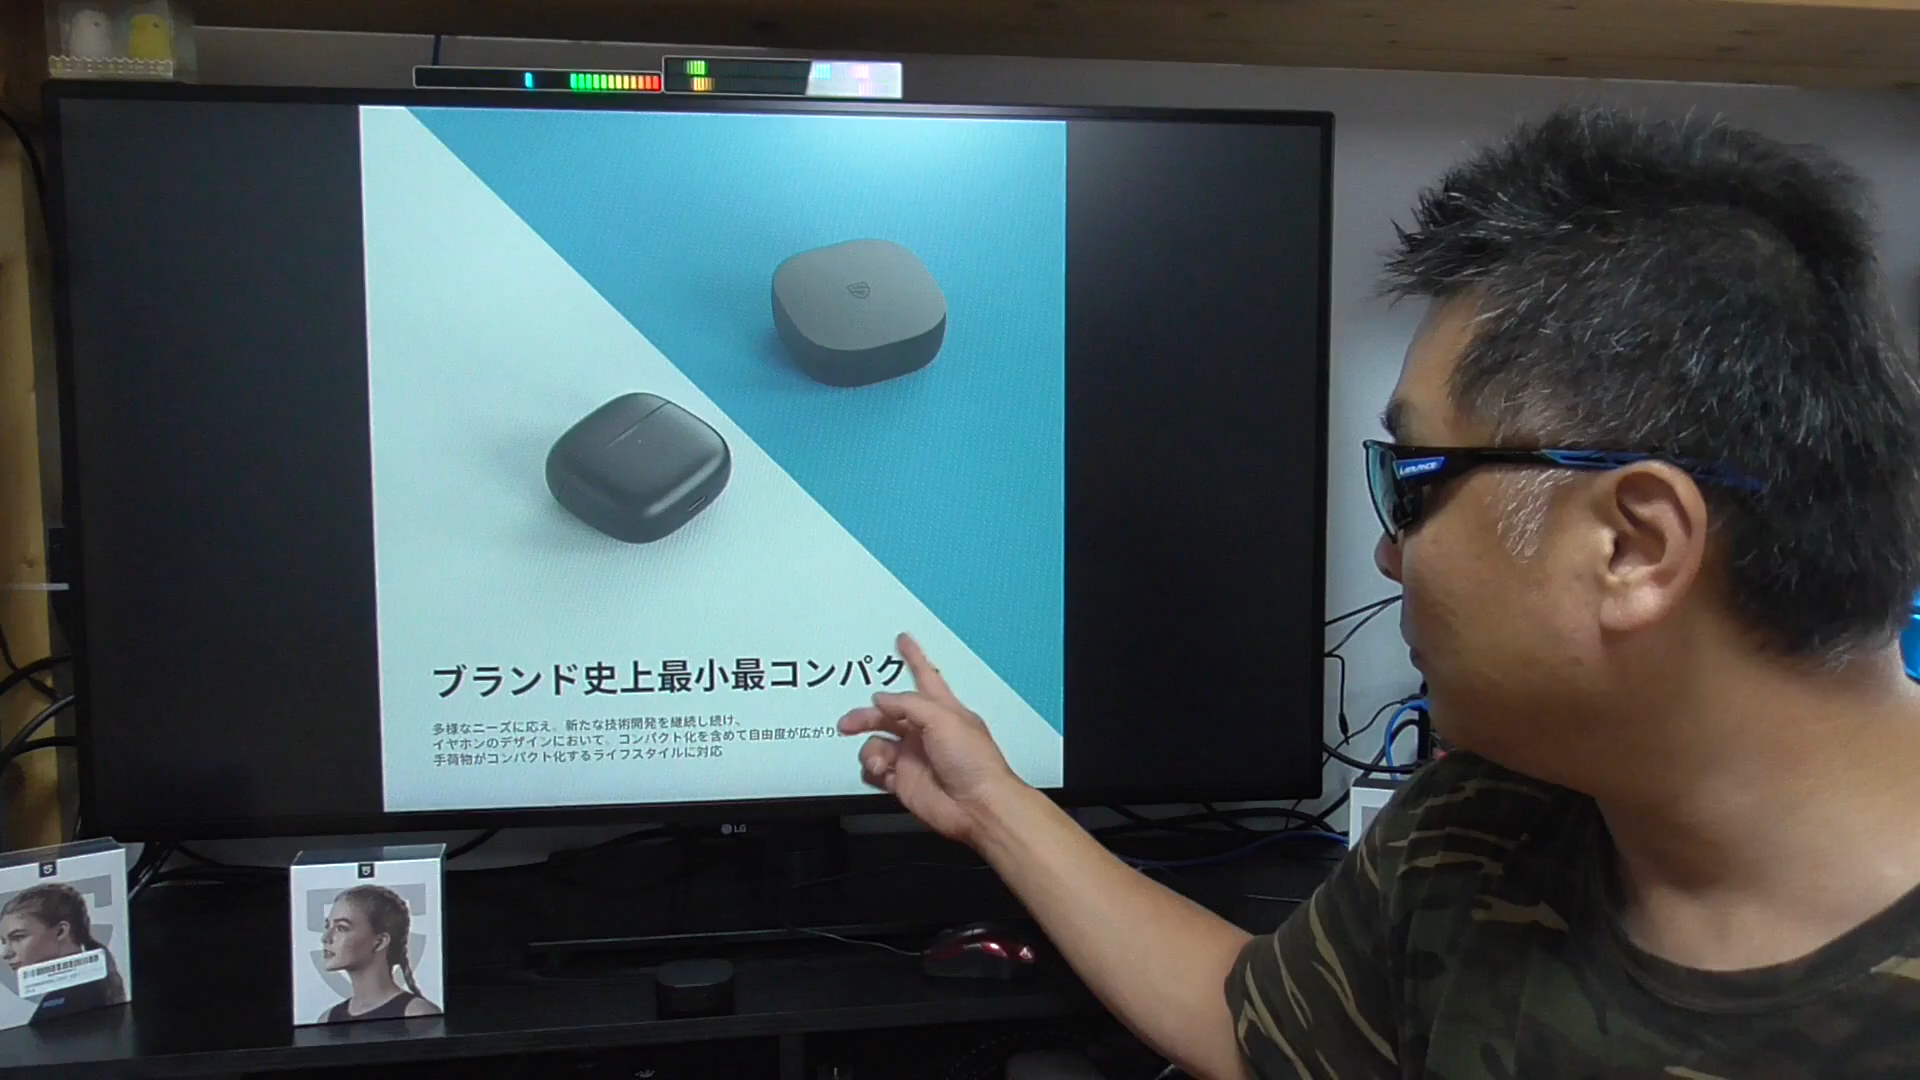 ブランド史上最小最コンパク
多様なニーズに応え。新たな技術開発を継続し続け、
イヤホンのデザインにおいて。コンパクト化を含めて自由度が広がり
手荷物がコンパクト化するライフスタイルに対応
LG